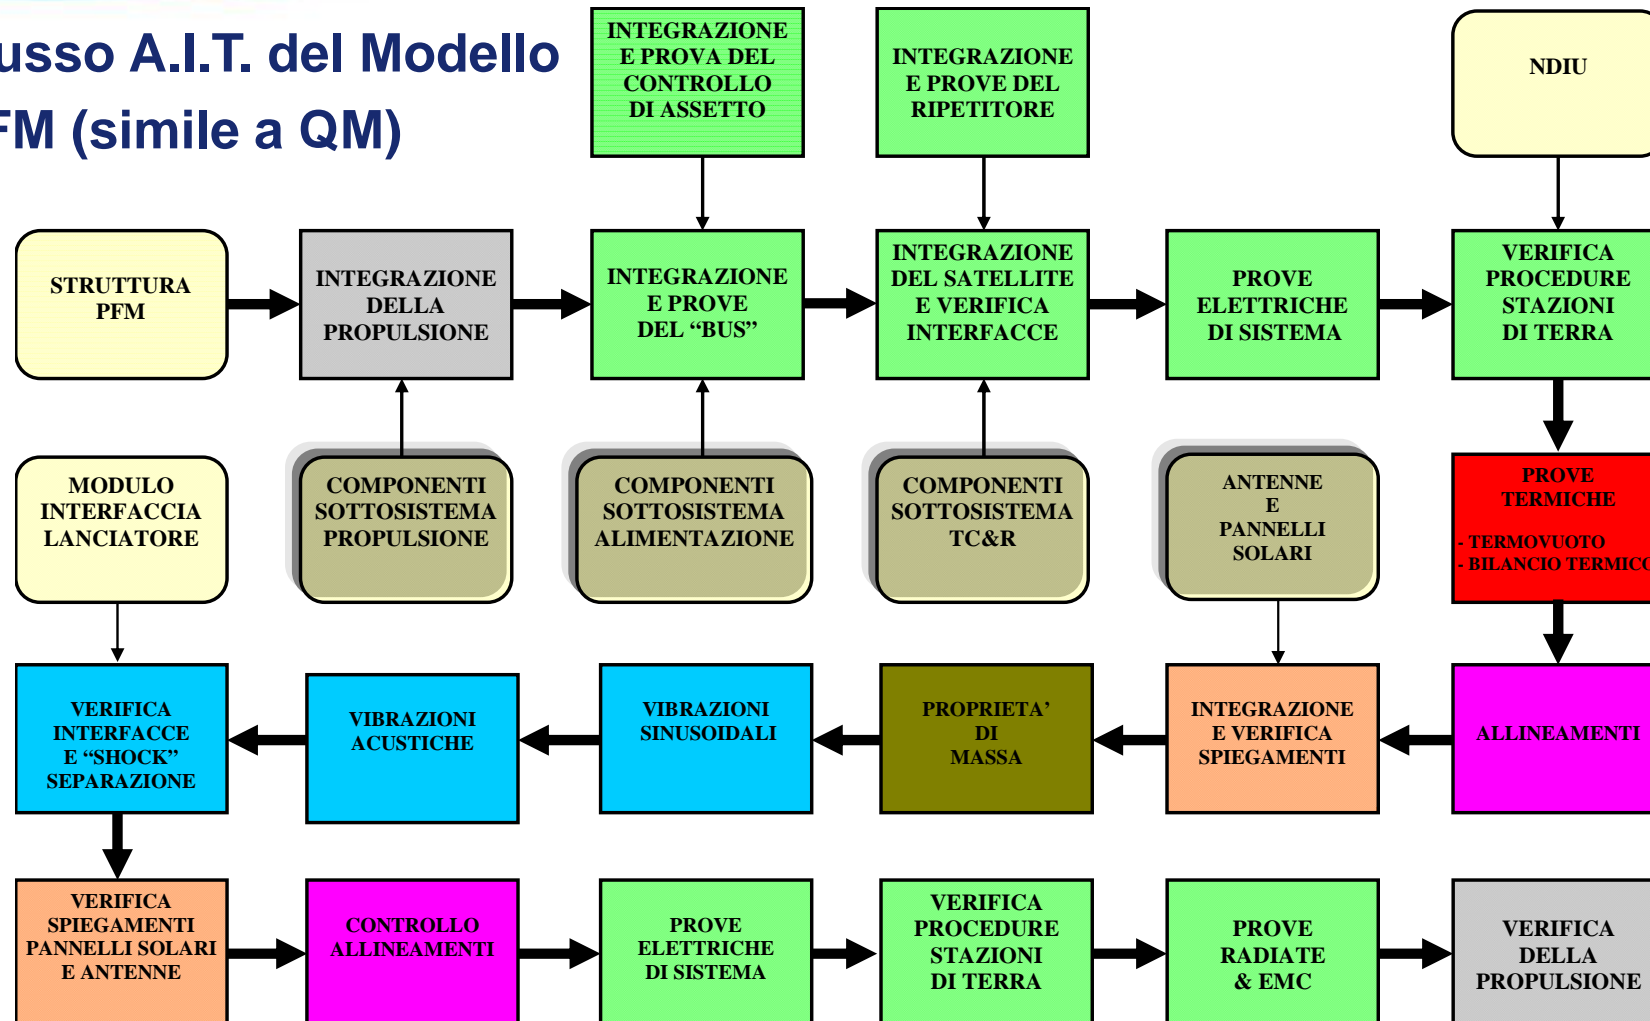 usso A.I.T. del Modello
FM (simile a QM)
INTEGRAZIONE
E PROVA DEL
CONTROLLO
DI ASSETTO
INTEGRAZIONE
E PROVE DEL
RIPETITORE
NDIU
STRUTTURA
PFM
INTEGRAZIONE
DELLA
PROPULSIONE
INTEGRAZIONE
E PROVE
DEL “BUS”
INTEGRAZIONE
DEL SATELLITE
E VERIFICA
INTERFACCE
PROVE
ELETTRICHE
DI SISTEMA
VERIFICA
PROCEDURE
STAZIONI
DI TERRA
MODULO
INTERFACCIA
LANCIATORE
COMPONENTI
SOTTOSISTEMA
PROPULSIONE
COMPONENTI
SOTTOSISTEMA
ALIMENTAZIONE
COMPONENTI
SOTTOSISTEMA
TC&R
ANTENNE
E
PANNELLI
SOLARI
PROVE
TERMICHE
- TERMOVUOTO
- BILANCIO TERMICO
VERIFICA
INTERFACCE
E “SHOCK”
SEPARAZIONE
VIBRAZIONI
ACUSTICHE
VIBRAZIONI
SINUSOIDALI
PROPRIETA’
DI
MASSA
INTEGRAZIONE
E VERIFICA
SPIEGAMENTI
ALLINEAMENTI
VERIFICA
SPIEGAMENTI
PANNELLI SOLARI
E ANTENNE
CONTROLLO
ALLINEAMENTI
PROVE
ELETTRICHE
DI SISTEMA
VERIFICA
PROCEDURE
STAZIONI
DI TERRA
PROVE
RADIATE
& EMC
VERIFICA
DELLA
PROPULSIONE